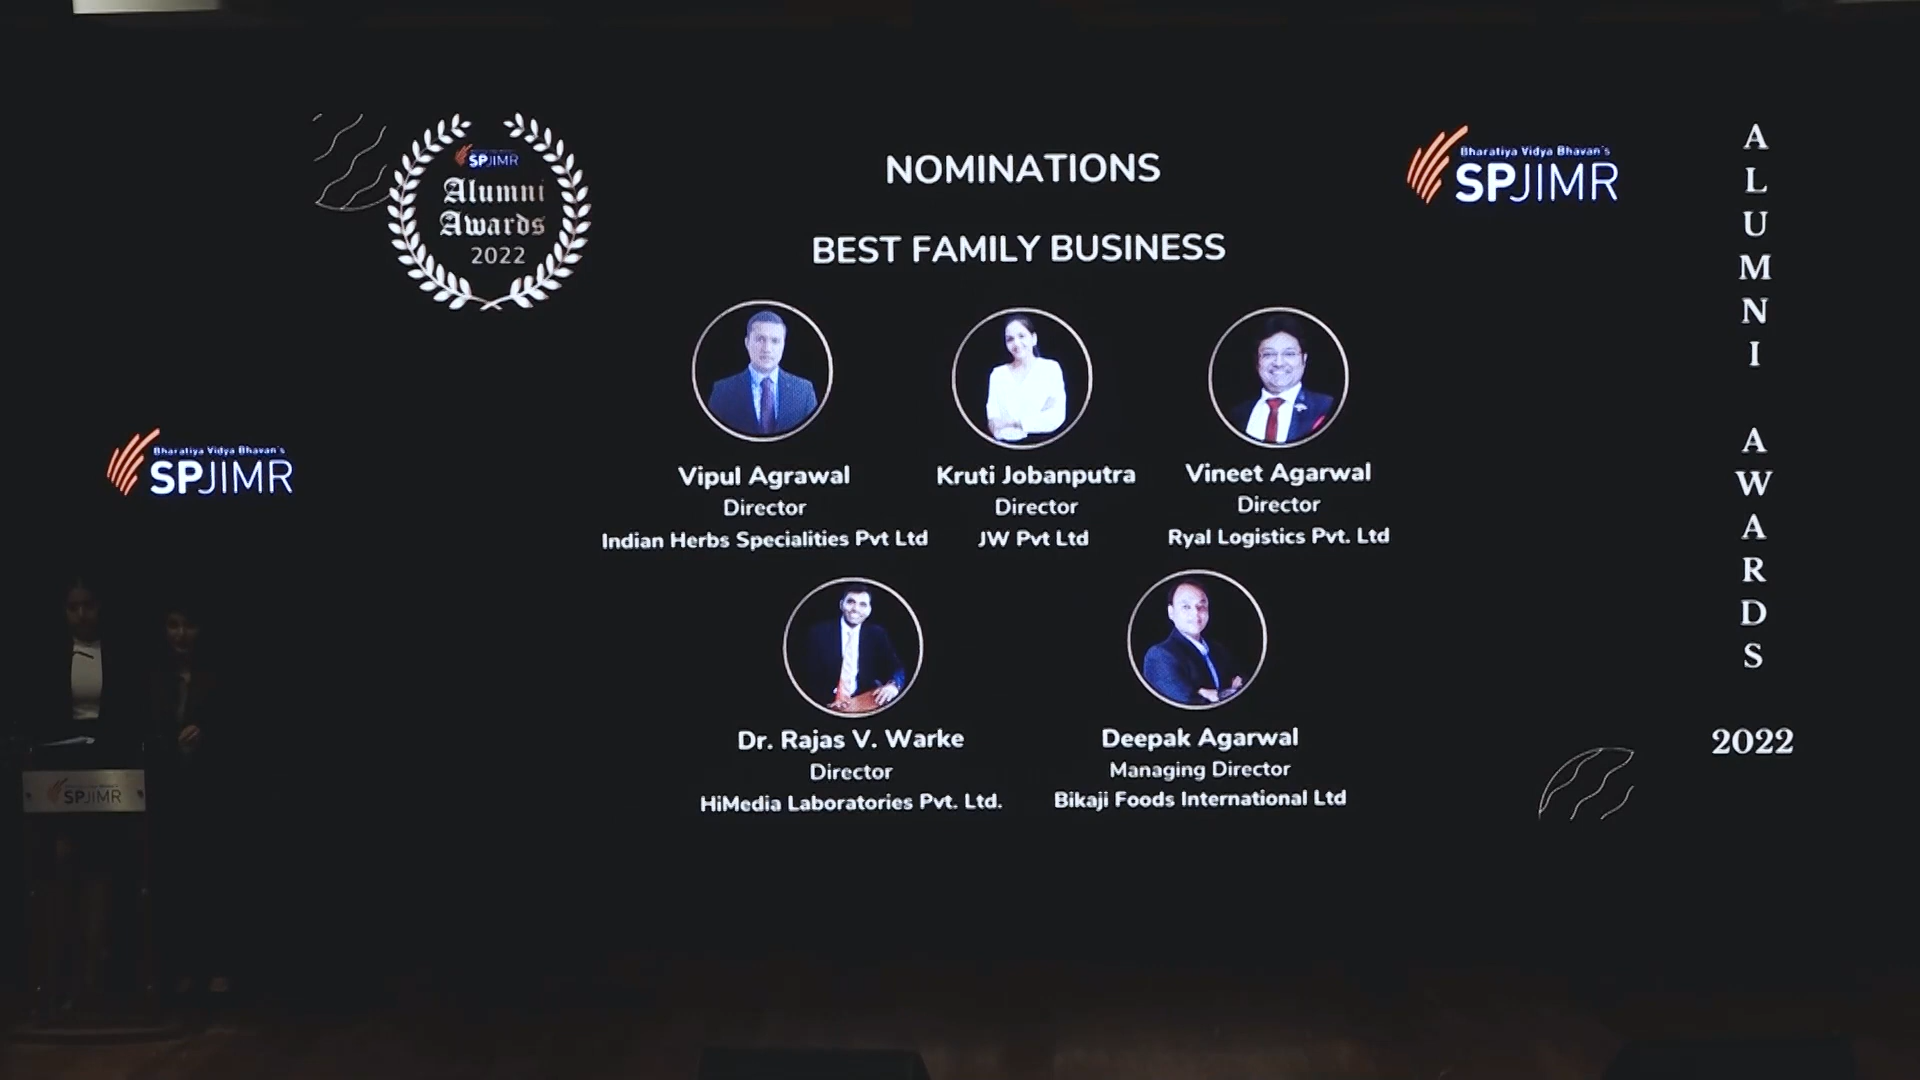 SPJIMR
Alumni
Awards
2022
NOMINATIONS
BEST FAMILY BUSINESS
Bharatiya Vidya Bhavan's
SPJIMR
Vipul Agrawal
Director
Indian Herbs Specialities Pvt Ltd
Kruti Jobanputra
Director
JW Pvt Ltd
Vineet Agarwal
Director
Ryal Logistics Pvt. Ltd
Dr. Rajas V. Warke
Director
HiMedia Laboratories Pvt. Ltd.
Deepak Agarwal
Managing Director
Bikaji Foods International Ltd
ALUMNI AWARDS
2022
Bharatiya Vidya Bhavan's
SPJIMR
SPJIMR